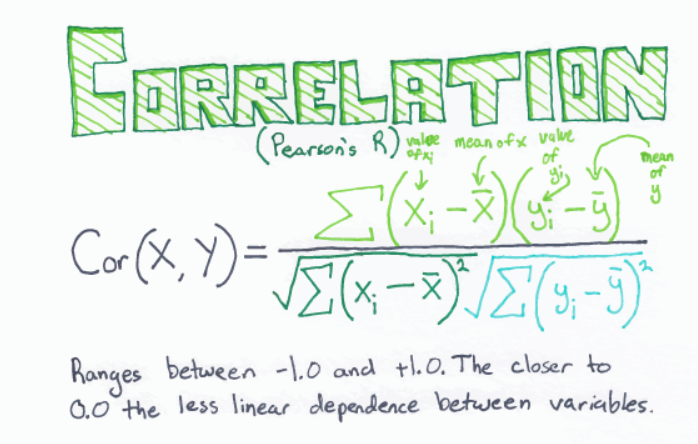 CORRELATION
(Pearson's R)
value of xi
mean of x
value of yi
mean of y
Cor(X,Y)= Σ(xi − x̄)(yi − ȳ)
√Σ(xi − x̄)² √Σ(yi − ȳ)²
Ranges between -1.0 and +1.0. The closer to
0.0 the less linear dependence between variables.